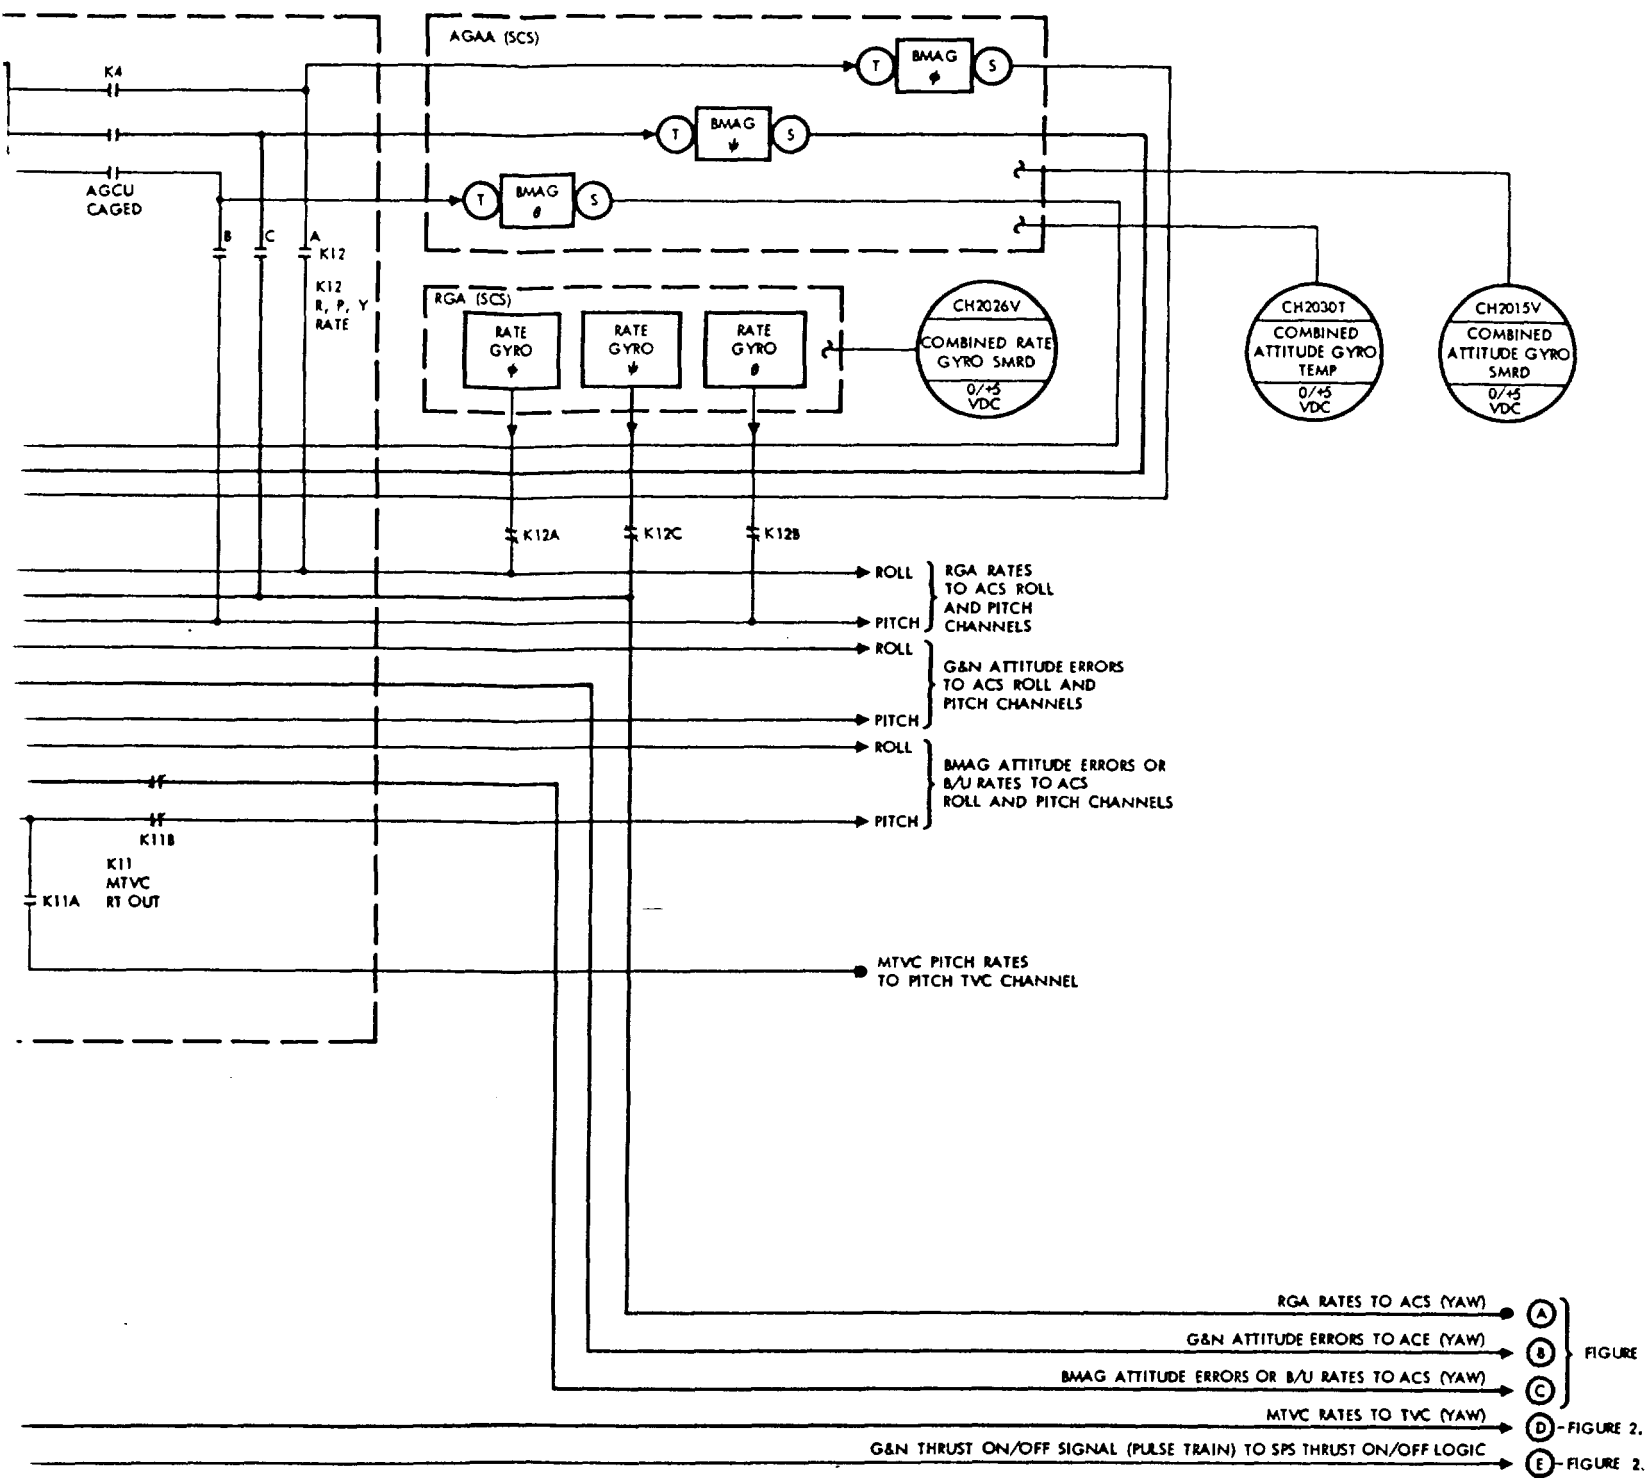 AGAA (SCS)
K4
T
BMAG
ϕ
S
T
BMAG
ψ
S
AGCU
CAGED
T
BMAG
θ
S
B
C
A
K12
K12
R, P, Y
RATE
RGA (SCS)
RATE
GYRO
ϕ
RATE
GYRO
ψ
RATE
GYRO
θ
CH2026V
COMBINED RATE
GYRO SMRD
0/+5
VDC
CH2030T
COMBINED
ATTITUDE GYRO
TEMP
0/+5
VDC
CH2015V
COMBINED
ATTITUDE GYRO
SMRD
0/+5
VDC
K12A
K12C
K12B
ROLL
PITCH
RGA RATES
TO ACS ROLL
AND PITCH
CHANNELS
ROLL
PITCH
G&N ATTITUDE ERRORS
TO ACS ROLL AND
PITCH CHANNELS
ROLL
PITCH
BMAG ATTITUDE ERRORS OR
B/U RATES TO ACS
ROLL AND PITCH CHANNELS
K11B
K11
MTVC
RT OUT
K11A
MTVC PITCH RATES
TO PITCH TVC CHANNEL
RGA RATES TO ACS (YAW)
A
G&N ATTITUDE ERRORS TO ACE (YAW)
B
FIGURE
BMAG ATTITUDE ERRORS OR B/U RATES TO ACS (YAW)
C
MTVC RATES TO TVC (YAW)
D
-FIGURE 2.
G&N THRUST ON/OFF SIGNAL (PULSE TRAIN) TO SPS THRUST ON/OFF LOGIC
E
-FIGURE 2.